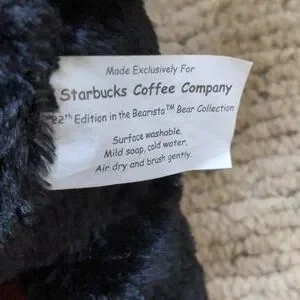 Made Exclusively For
Starbucks Coffee Company
22th Edition in the Bearista™ Bear Collection
Surface washable.
Mild soap, cold water,
Air dry and brush gently.